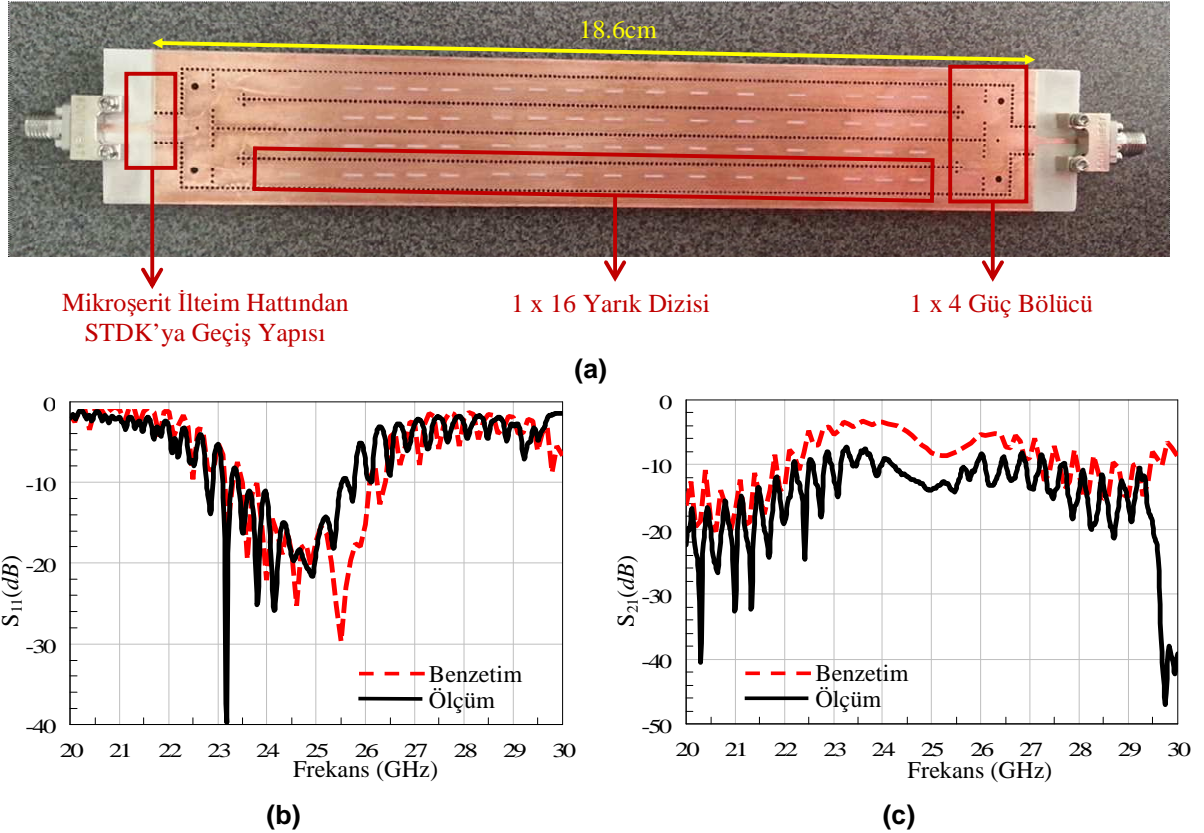 18.6cm
Mikroşerit İlteim Hattından
STDK’ya Geçiş Yapısı
1 x 16 Yarık Dizisi
1 x 4 Güç Bölücü
(a)
0
-10
-20
-30
-40
S11(dB)
Benzetim
Ölçüm
20 21 22 23 24 25 26 27 28 29 30
Frekans (GHz)
(b)
0
-10
-20
-30
-40
-50
S21(dB)
Benzetim
Ölçüm
20 21 22 23 24 25 26 27 28 29 30
Frekans (GHz)
(c)